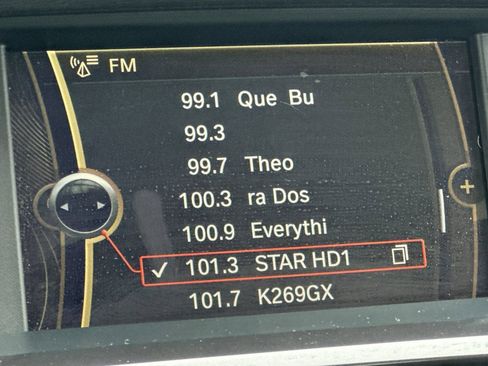 FM
99.1 Que Bu
99.3
99.7 Theo
100.3 ra Dos
100.9 Everythi
101.3 STAR HD1
101.7 K269GX